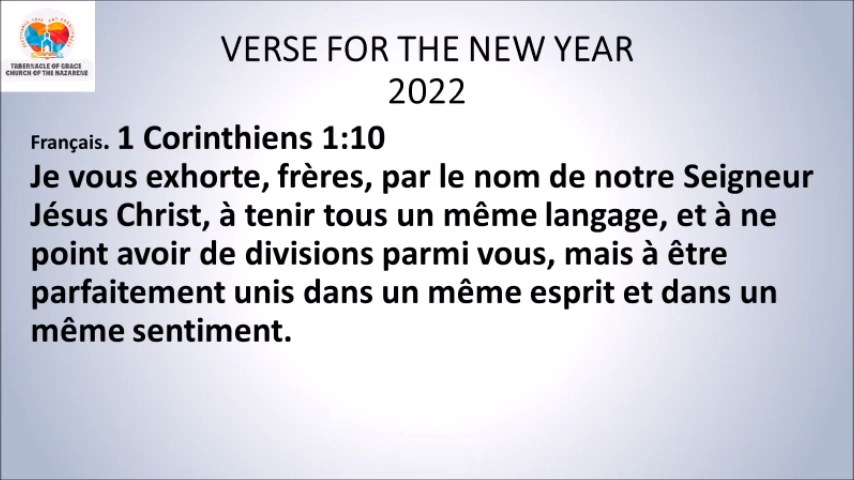 TABERNACLE OF GRACE
CHURCH OF THE NAZARENE
VERSE FOR THE NEW YEAR
2022
Français. 1 Corinthiens 1:10
Je vous exhorte, frères, par le nom de notre Seigneur
Jésus Christ, à tenir tous un même langage, et à ne
point avoir de divisions parmi vous, mais à être
parfaitement unis dans un même esprit et dans un
même sentiment.